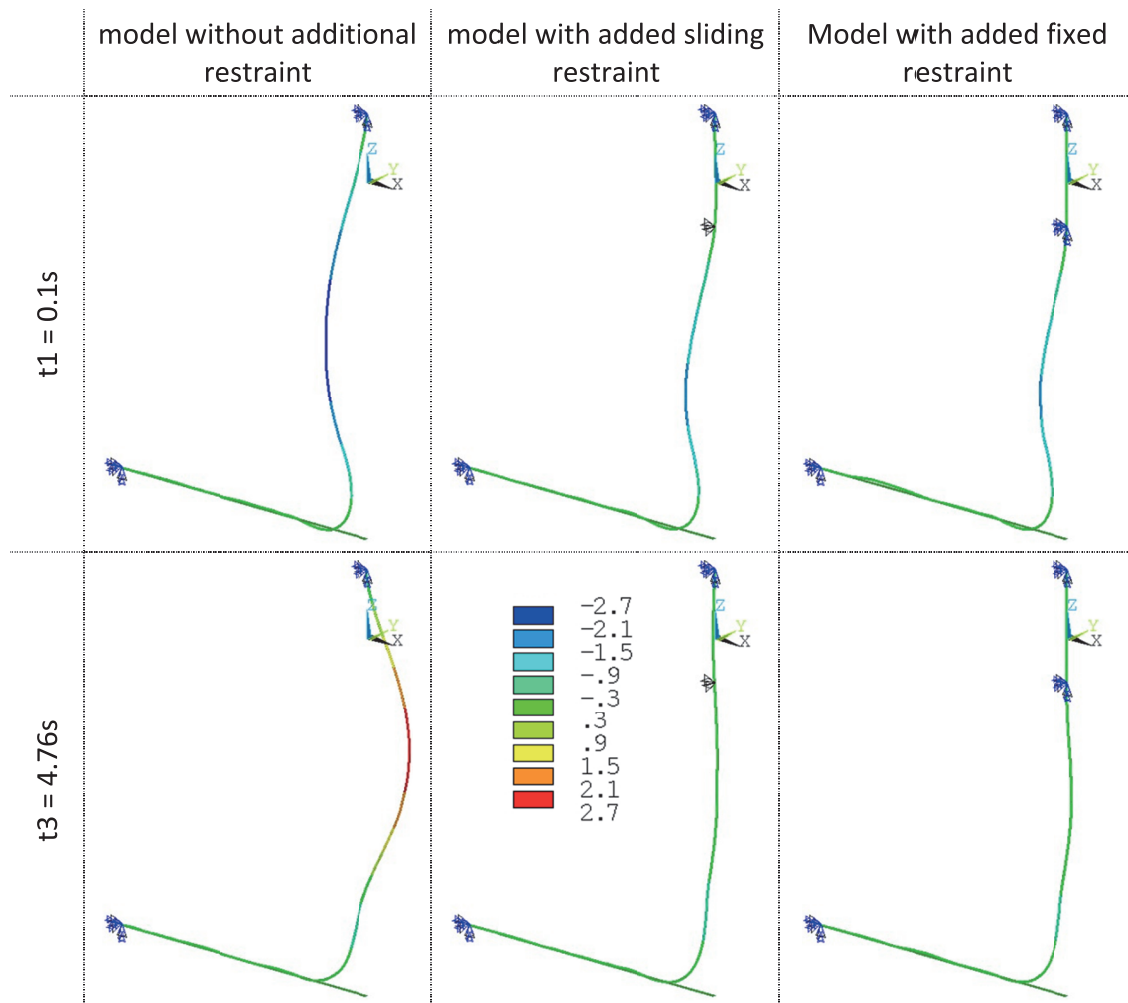 model without additional
restraint
model with added sliding
restraint
Model with added fixed
restraint
t1 = 0.1s
Z
Y
X
Z
Y
X
Z
Y
X
t3 = 4.76s
Z
Y
X
Z
Y
X
Z
Y
X
-2.7
-2.1
-1.5
-.9
-.3
.3
.9
1.5
2.1
2.7